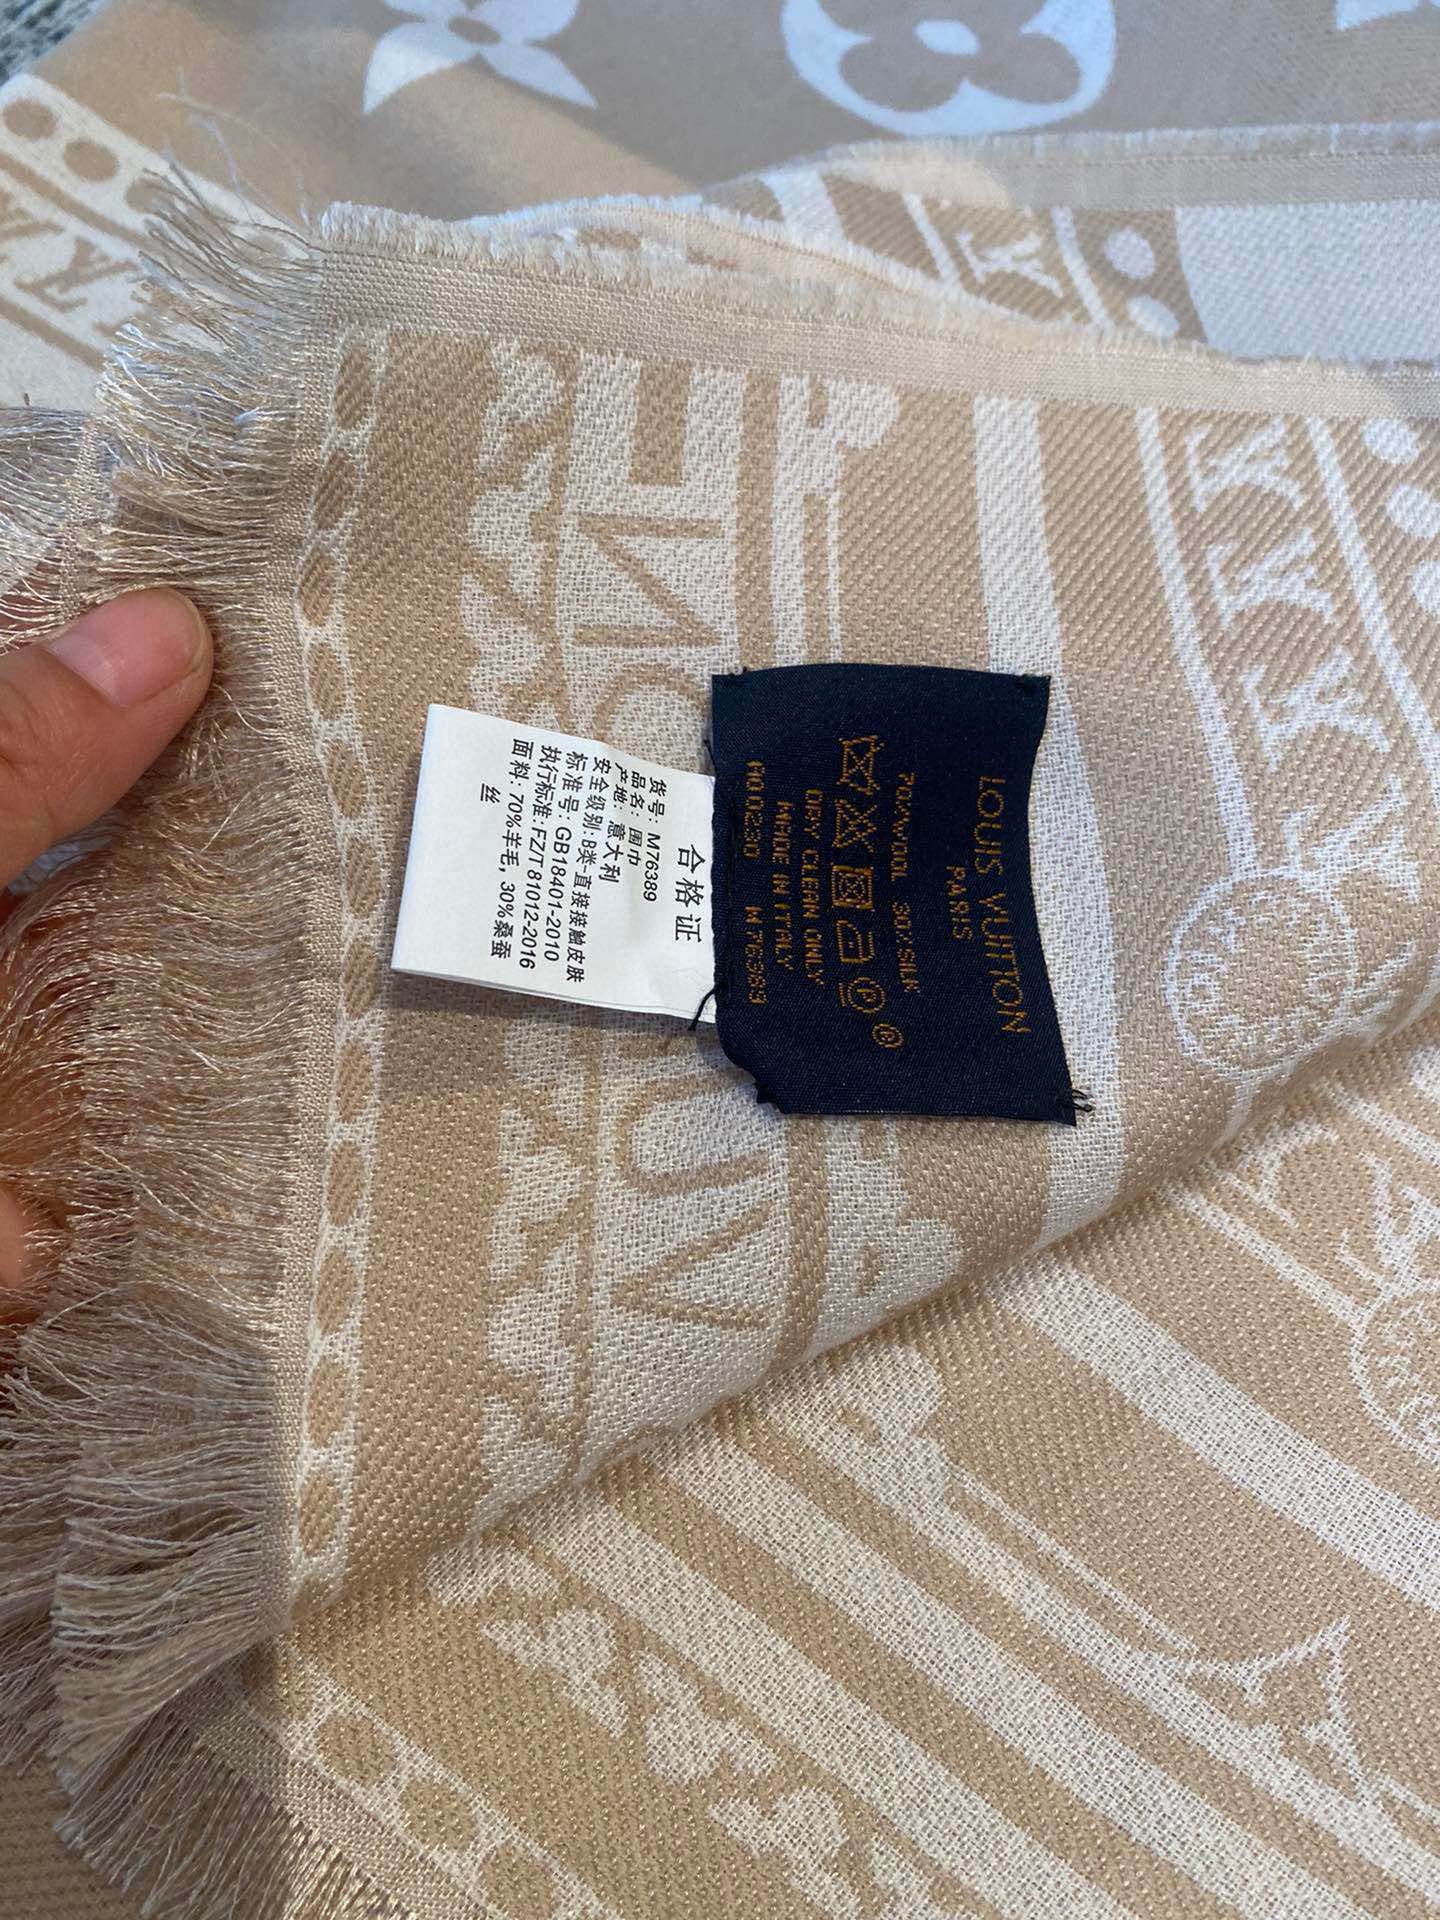 LOUIS VUITTON
PARIS
70%WOOL 30%SILK
DRY CLEAN ONLY
MADE IN ITALY
M76389
合格证
货号: M76389
品名: 围巾
产地: 意大利
安全级别: B类-直接接触皮肤
标准号: GB18401-2010
执行标准: FZ/T 81012-2016
面料: 70%羊毛, 30%桑蚕
丝